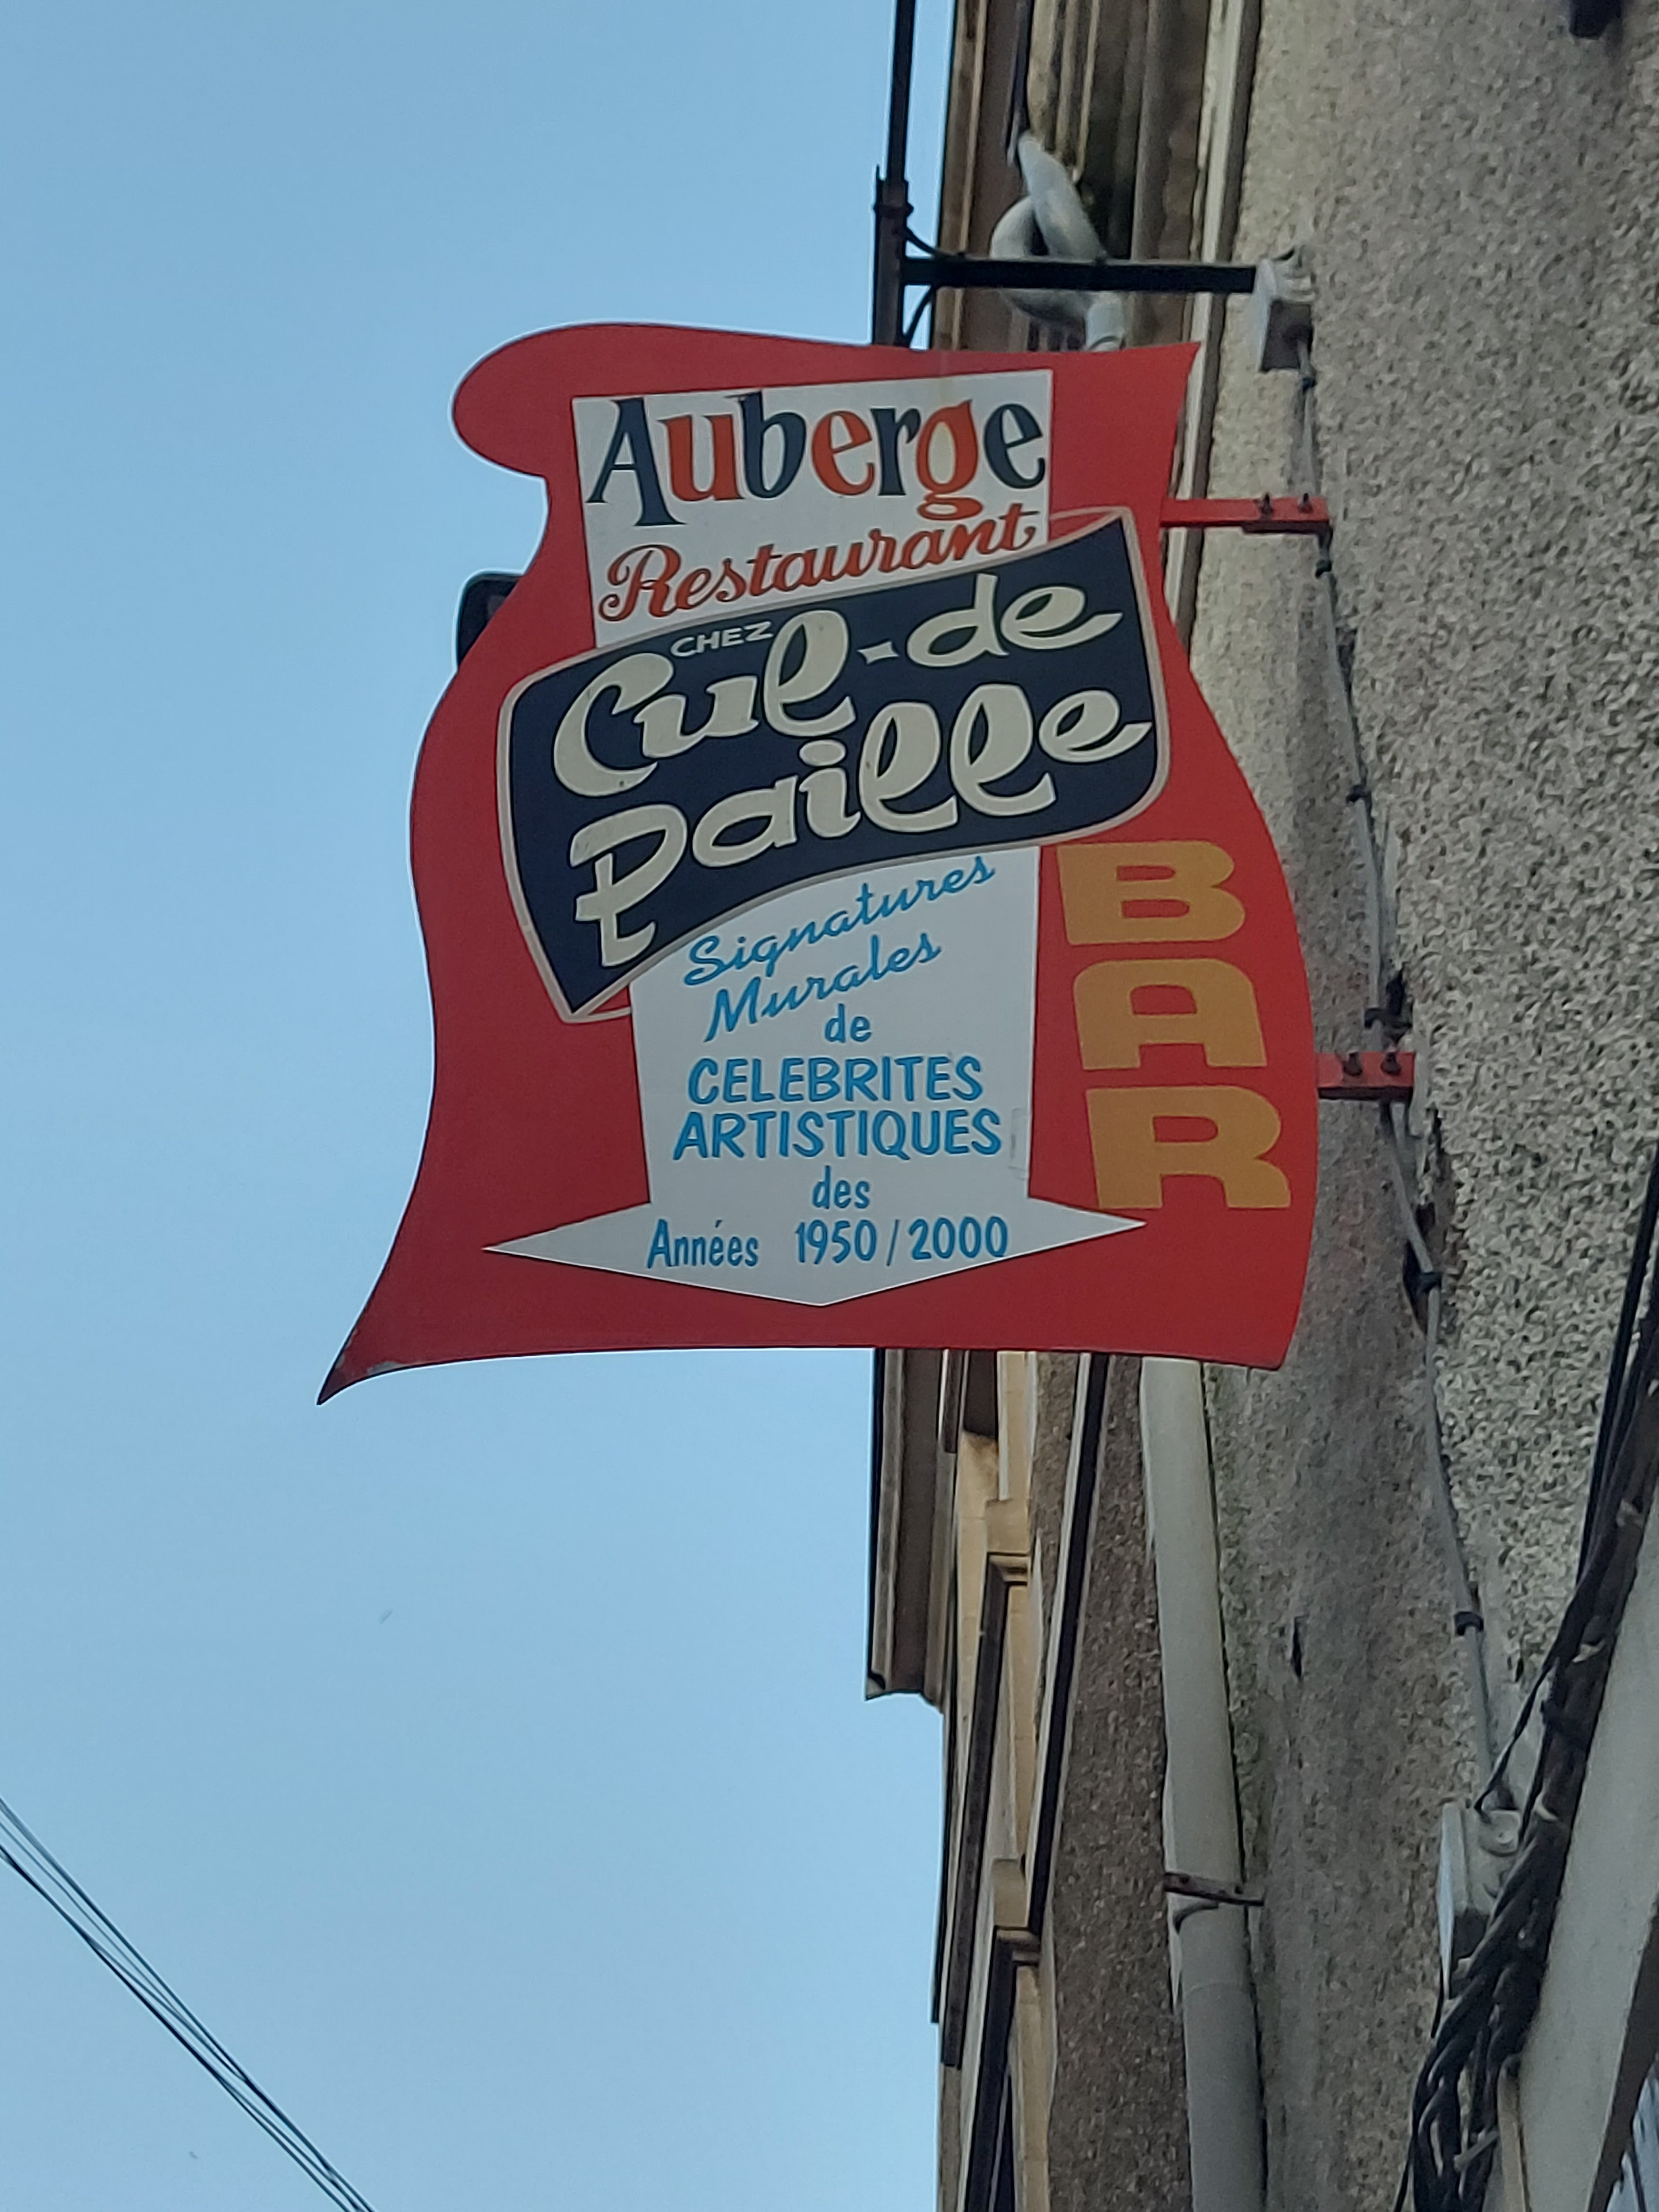 Auberge
Restaurant
CHEZ
Cul-de
Paille
BAR
Signatures
Murales
de
CELEBRITES
ARTISTIQUES
des
Années 1950/2000